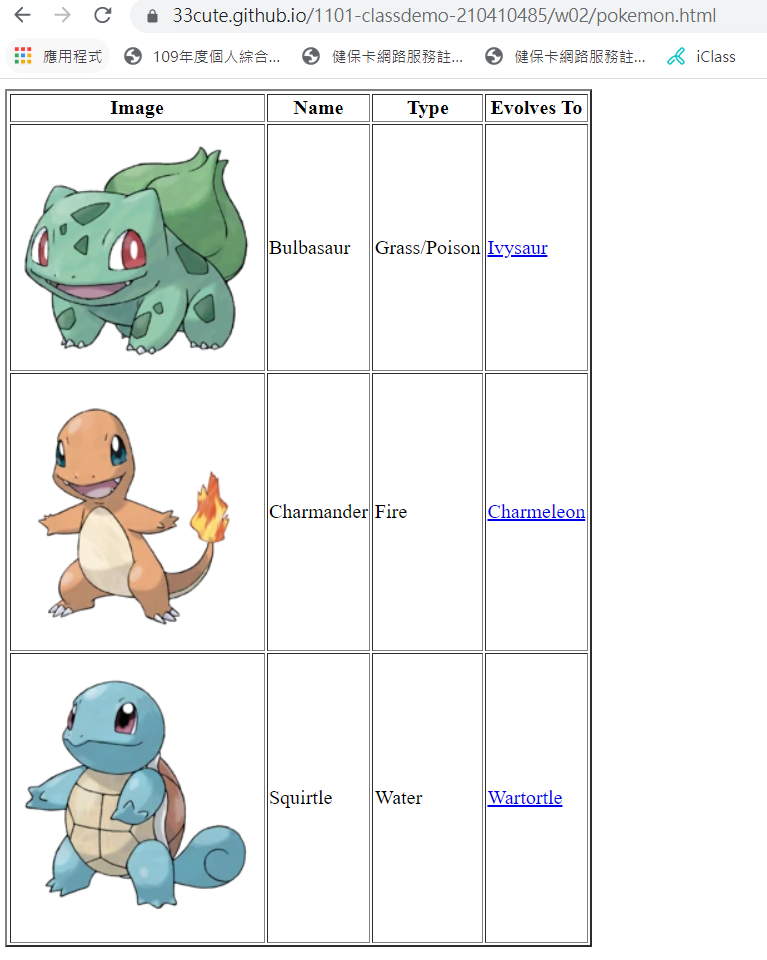 33cute.github.io/1101-classdemo-210410485/w02/pokemon.html
應用程式 109年度個人綜合... 健保卡網路服務註... 健保卡網路服務註... iClass
Image Name Type Evolves To
Bulbasaur Grass/Poison Ivysaur
Charmander Fire Charmeleon
Squirtle Water Wartortle